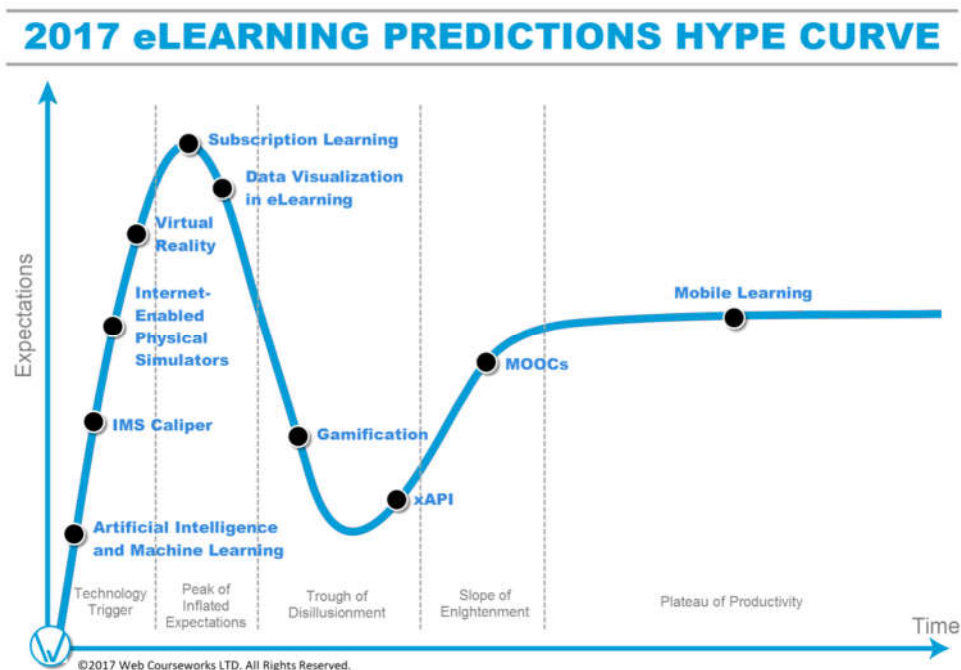 2017 eLEARNING PREDICTIONS HYPE CURVE
Subscription Learning
Data Visualization
in eLearning
Virtual
Reality
Internet-
Enabled
Physical
Simulators
Mobile Learning
Expectations
MOOCs
IMS Caliper
Gamification
xAPI
Artificial Intelligence
and Machine Learning
Technology
Trigger
Peak of
Inflated
Expectations
Trough of
Disillusionment
Slope of
Enlightenment
Plateau of Productivity
Time
W
©2017 Web Courseworks LTD. All Rights Reserved.